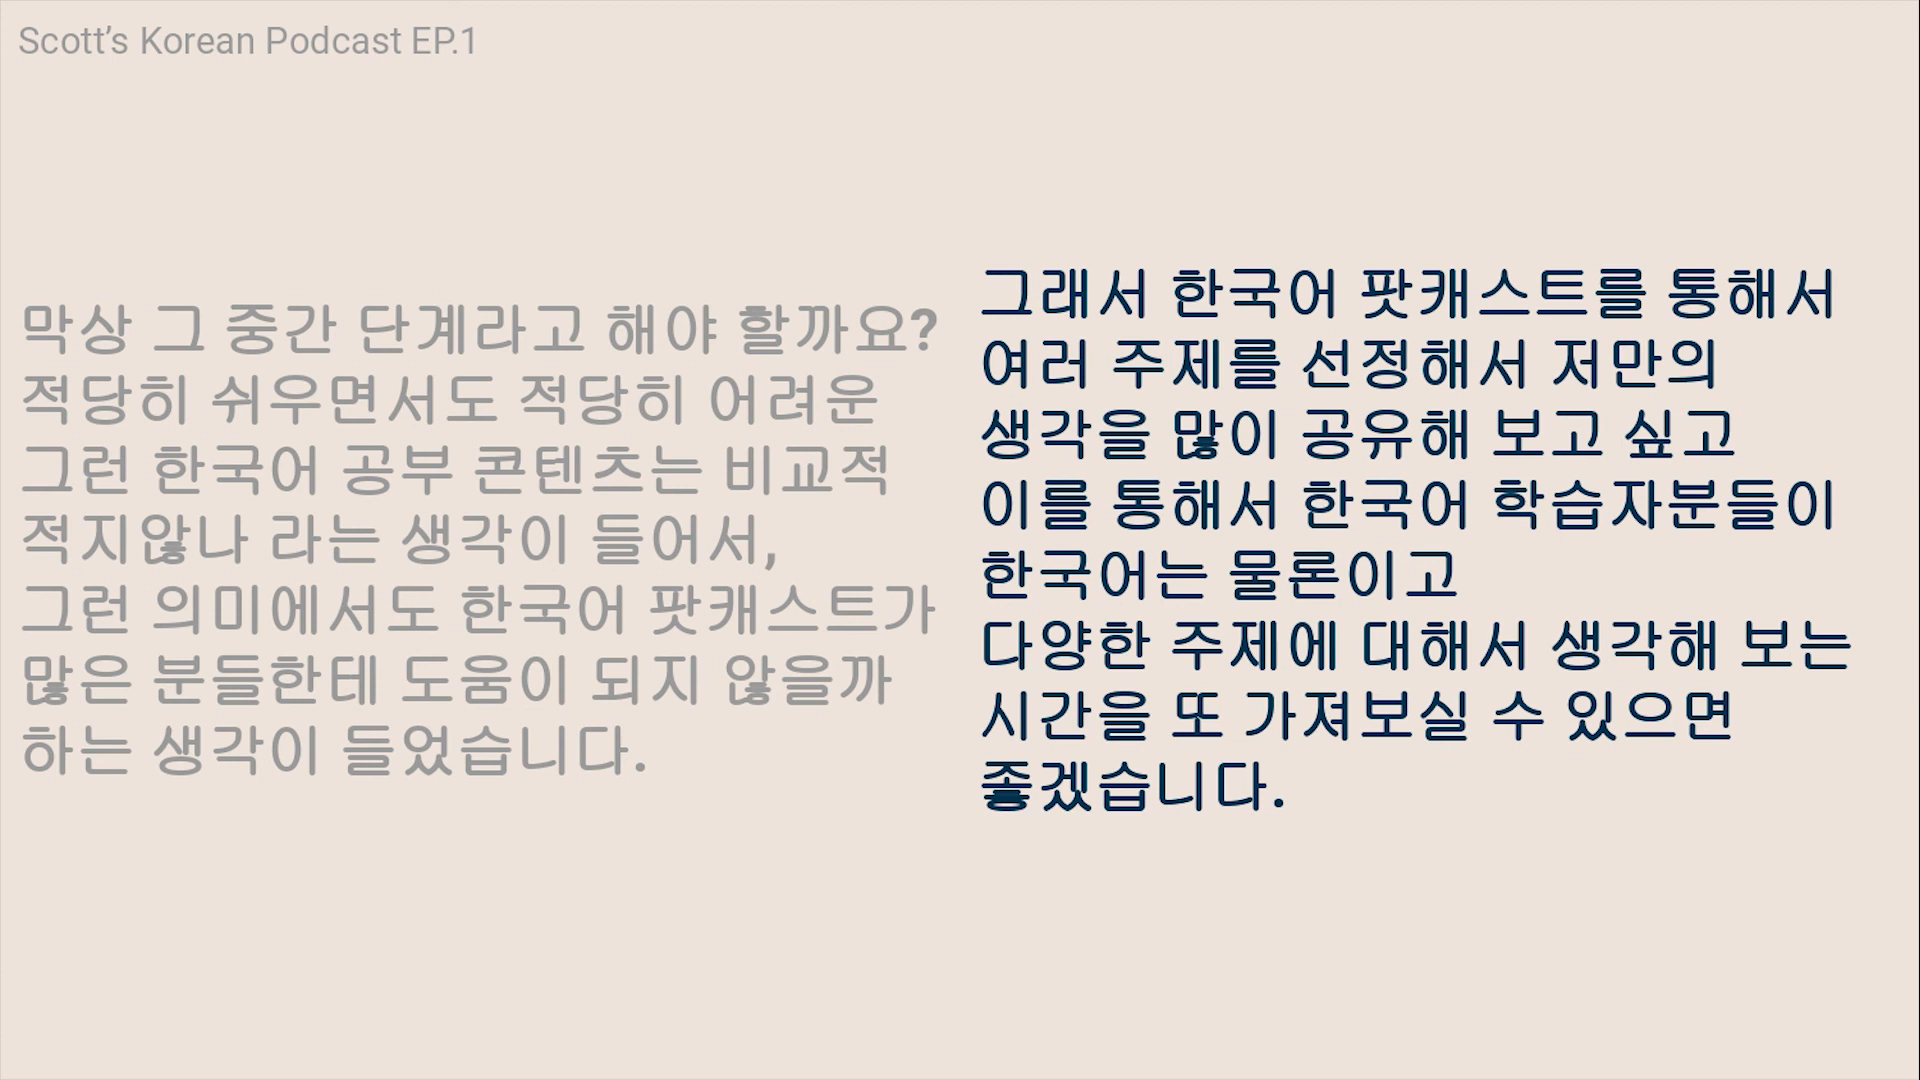 Scott’s Korean Podcast EP.1
막상 그 중간 단계라고 해야 할까요?
적당히 쉬우면서도 적당히 어려운
그런 한국어 공부 콘텐츠는 비교적
적지않나 라는 생각이 들어서,
그런 의미에서도 한국어 팟캐스트가
많은 분들한테 도움이 되지 않을까
하는 생각이 들었습니다.
그래서 한국어 팟캐스트를 통해서
여러 주제를 선정해서 저만의
생각을 많이 공유해 보고 싶고
이를 통해서 한국어 학습자분들이
한국어는 물론이고
다양한 주제에 대해서 생각해 보는
시간을 또 가져보실 수 있으면
좋겠습니다.